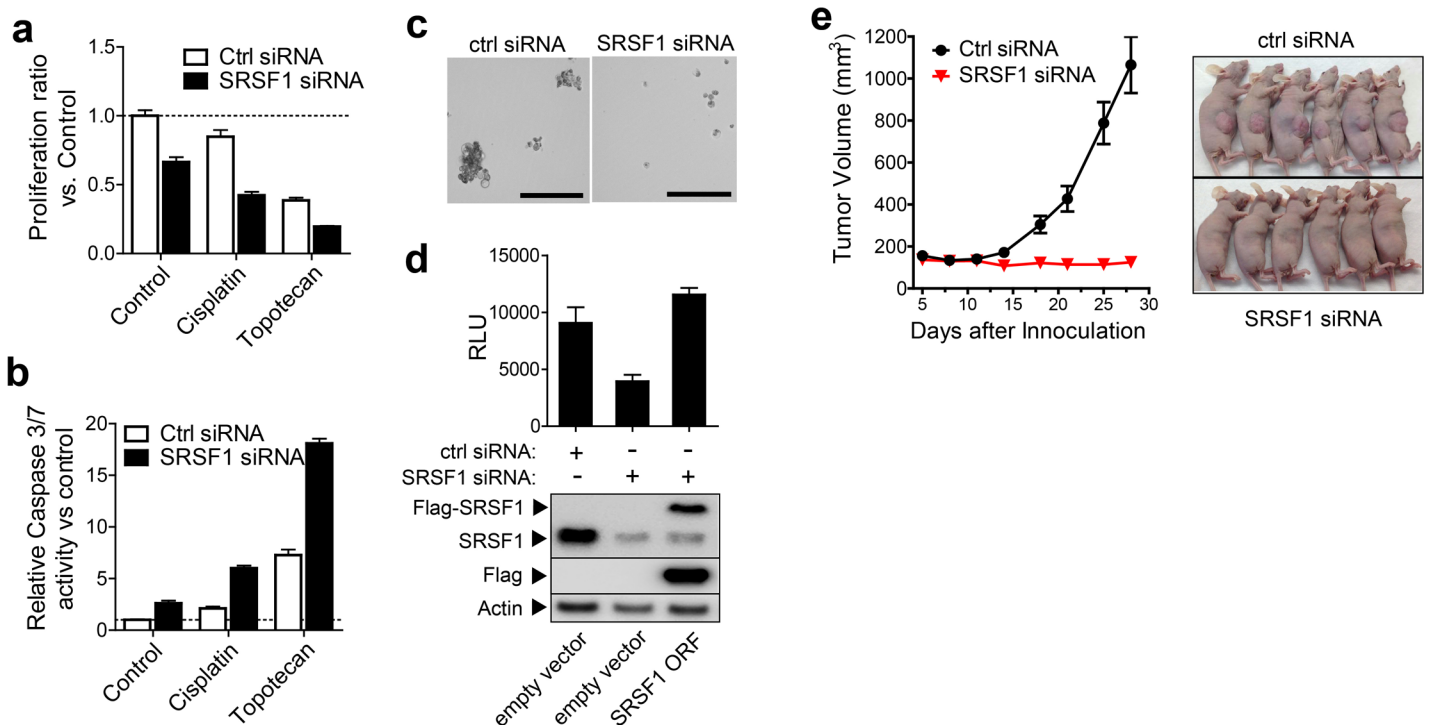 a
1.5
Ctrl siRNA
SRSF1 siRNA
1.0
0.5
0.0
Proliferation ratio
vs. Control
Control
Cisplatin
Topotecan
b
20
Ctrl siRNA
SRSF1 siRNA
15
10
5
0
Relative Caspase 3/7
activity vs control
Control
Cisplatin
Topotecan
c
ctrl siRNA
SRSF1 siRNA
d
15000
10000
5000
0
RLU
ctrl siRNA: + - -
SRSF1 siRNA: - + +
Flag-SRSF1
SRSF1
Flag
Actin
empty vector
empty vector
SRSF1 ORF
e
1200
Ctrl siRNA
SRSF1 siRNA
1000
800
600
400
200
0
Tumor Volume (mm³)
5 10 15 20 25 30
Days after Innoculation
ctrl siRNA
SRSF1 siRNA